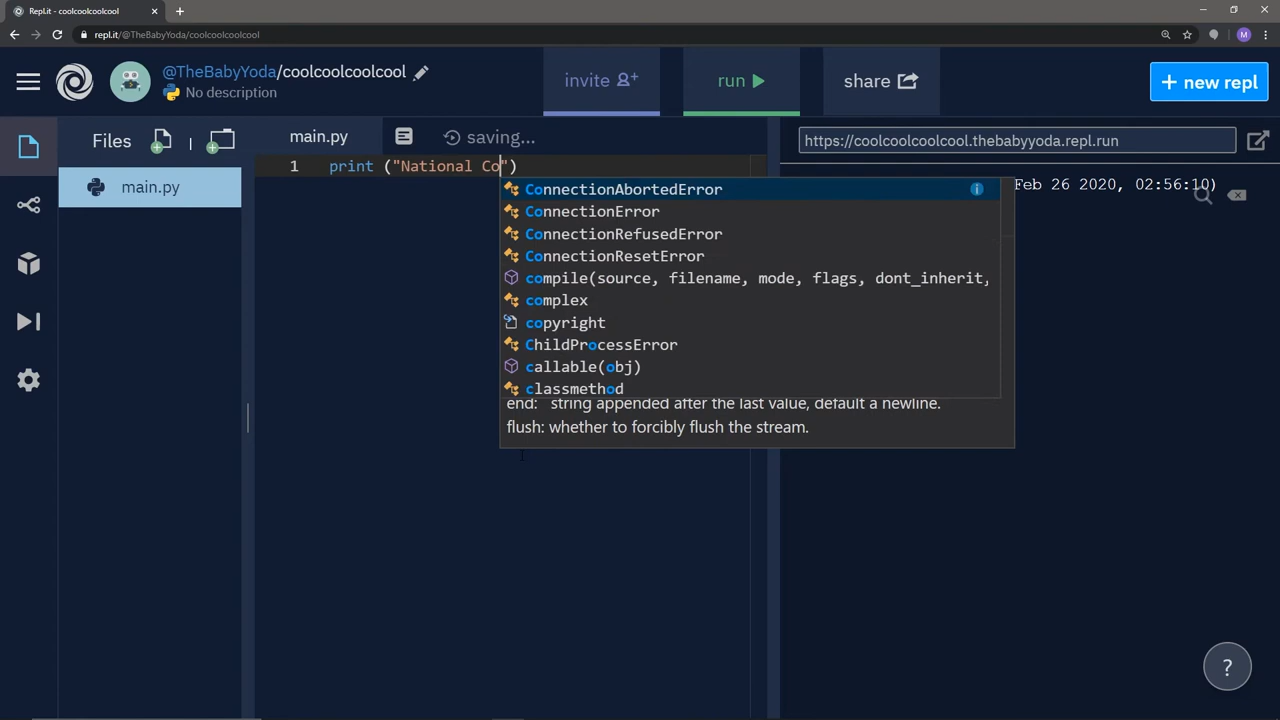 Repl.it - coolcoolcoolcool
repl.it/@TheBabyYoda/coolcoolcoolcool
M
@TheBabyYoda/coolcoolcoolcool
No description
invite
run
share
+ new repl
Files
main.py
saving...
https://coolcoolcoolcool.thebabyyoda.repl.run
main.py
1 print ("National Co")
Feb 26 2020, 02:56:10)
ConnectionAbortedError
ConnectionError
ConnectionRefusedError
ConnectionResetError
compile(source, filename, mode, flags, dont_inherit,
complex
copyright
ChildProcessError
callable(obj)
classmethod
end: string appended after the last value, default a newline.
flush: whether to forcibly flush the stream.
?